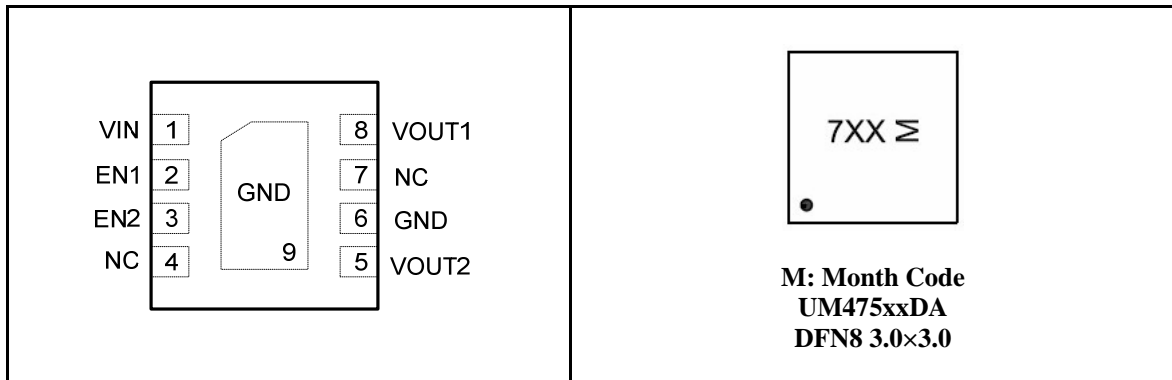 VIN 1 8 VOUT1
EN1 2 7 NC
GND
EN2 3 6 GND
NC 4 9 5 VOUT2
7XX M
M: Month Code
UM475xxDA
DFN8 3.0×3.0